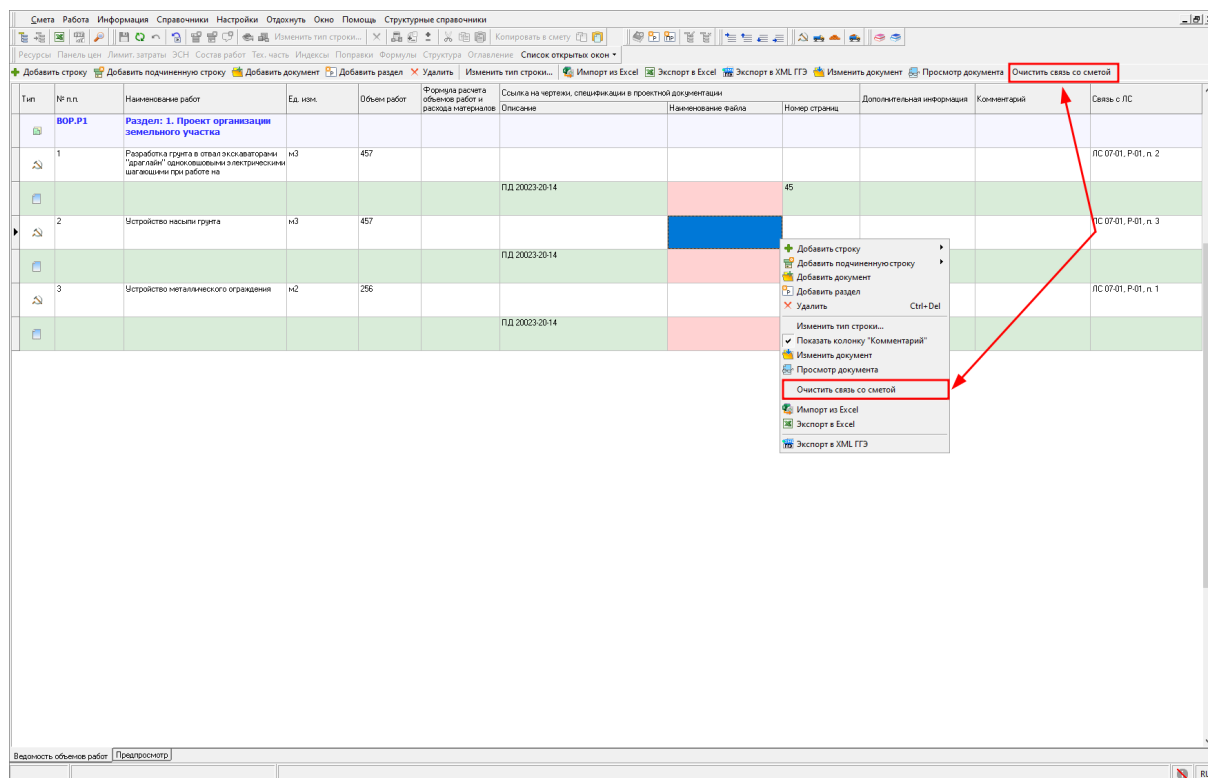 Смета Работа Информация Справочники Настройки Отдохнуть Окно Помощь Структурные справочники
Изменить тип строки... Копировать в смету
Ресурсы Панель цен Лимит. затраты ЭСН Состав работ Тех. часть Индексы Поправки Формулы Структура Оглавление Список открытых окон
Добавить строку Добавить подчиненную строку Добавить документ Добавить раздел Удалить Изменить тип строки... Импорт из Excel Экспорт в Excel Экспорт в XML ГГЭ Изменить документ Просмотр документа Очистить связь со сметой
Тип № п.п. Наименование работ Ед. изм. Объем работ Формула расчета объемов работ и расхода материалов Ссылка на чертежи, спецификации в проектной документации Дополнительная информация Комментарий Связь с ЛС
Описание Наименование файла Номер страниц
ВОР.Р1 Раздел: 1. Проект организации
земельного участка
1 Разработка грунта в отвал экскаваторами м3 457 ЛС 07-01, Р-01, п. 2
"драглайн" одноковшовыми электрическими
шагающими при работе на
ПД 20023-20-14 45
2 Устройство насыпи грунта м3 457 ЛС 07-01, Р-01, п. 3
ПД 20023-20-14
3 Устройство металлического ограждения м2 256 ЛС 07-01, Р-01, п. 1
ПД 20023-20-14
Добавить строку
Добавить подчиненную строку
Добавить документ
Добавить раздел
Удалить Ctrl+Del
Изменить тип строки...
Показать колонку "Комментарий"
Изменить документ
Просмотр документа
Очистить связь со сметой
Импорт из Excel
Экспорт в Excel
Экспорт в XML ГГЭ
Ведомость объемов работ Предпросмотр
RU